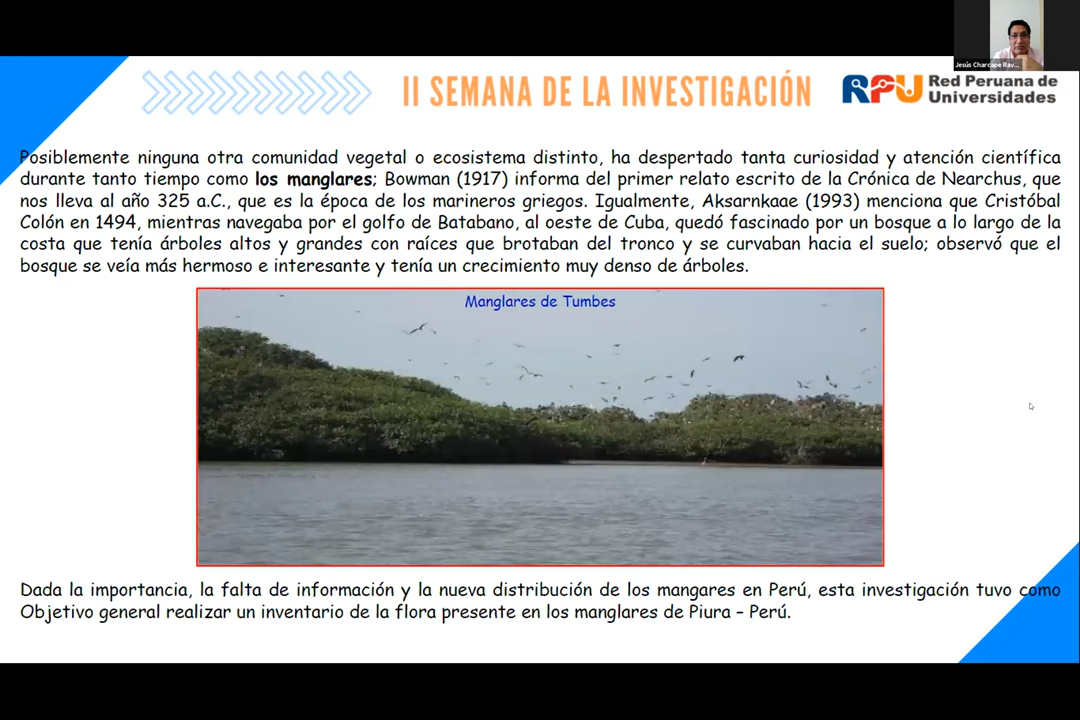 Jesús Charcape Rav...
II SEMANA DE LA INVESTIGACIÓN
RPU Red Peruana de
Universidades
Posiblemente ninguna otra comunidad vegetal o ecosistema distinto, ha despertado tanta curiosidad y atención científica
durante tanto tiempo como los manglares; Bowman (1917) informa del primer relato escrito de la Crónica de Nearchus, que
nos lleva al año 325 a.C., que es la época de los marineros griegos. Igualmente, Aksarnkaae (1993) menciona que Cristóbal
Colón en 1494, mientras navegaba por el golfo de Batabano, al oeste de Cuba, quedó fascinado por un bosque a lo largo de la
costa que tenía árboles altos y grandes con raíces que brotaban del tronco y se curvaban hacia el suelo; observó que el
bosque se veía más hermoso e interesante y tenía un crecimiento muy denso de árboles.
Manglares de Tumbes
Dada la importancia, la falta de información y la nueva distribución de los mangares en Perú, esta investigación tuvo como
Objetivo general realizar un inventario de la flora presente en los manglares de Piura – Perú.